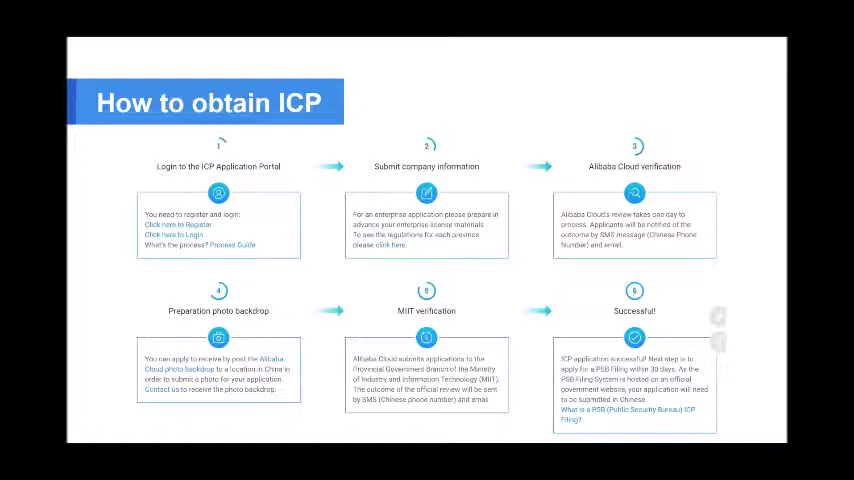 How to obtain ICP
1
Login to the ICP Application Portal
You need to register and login:
Click here to Register
Click here to Login
What's the process? Process Guide
2
Submit company information
For an enterprise application please prepare in
advance your enterprise license materials
To see the regulations for each province
please click here.
3
Alibaba Cloud verification
Alibaba Cloud's review takes one day to
process. Applicants will be notified of the
outcome by SMS message (Chinese Phone
Number) and email.
4
Preparation photo backdrop
You can apply to receive by post the Alibaba
Cloud photo backdrop to a location in China in
order to submit a photo for your application.
Contact us to receive the photo backdrop.
5
MIIT verification
Alibaba Cloud submits applications to the
Provincial Government Branch of the Ministry
of Industry and Information Technology (MIIT).
The outcome of the official review will be sent
by SMS (Chinese phone number) and email
6
Successful!
ICP application successful! Next step is to
apply for a PSB Filing within 30 days. As the
PSB Filing System is hosted on an official
government website, your application will need
to be submitted in Chinese.
What is a PSB (Public Security Bureau) ICP
Filing?